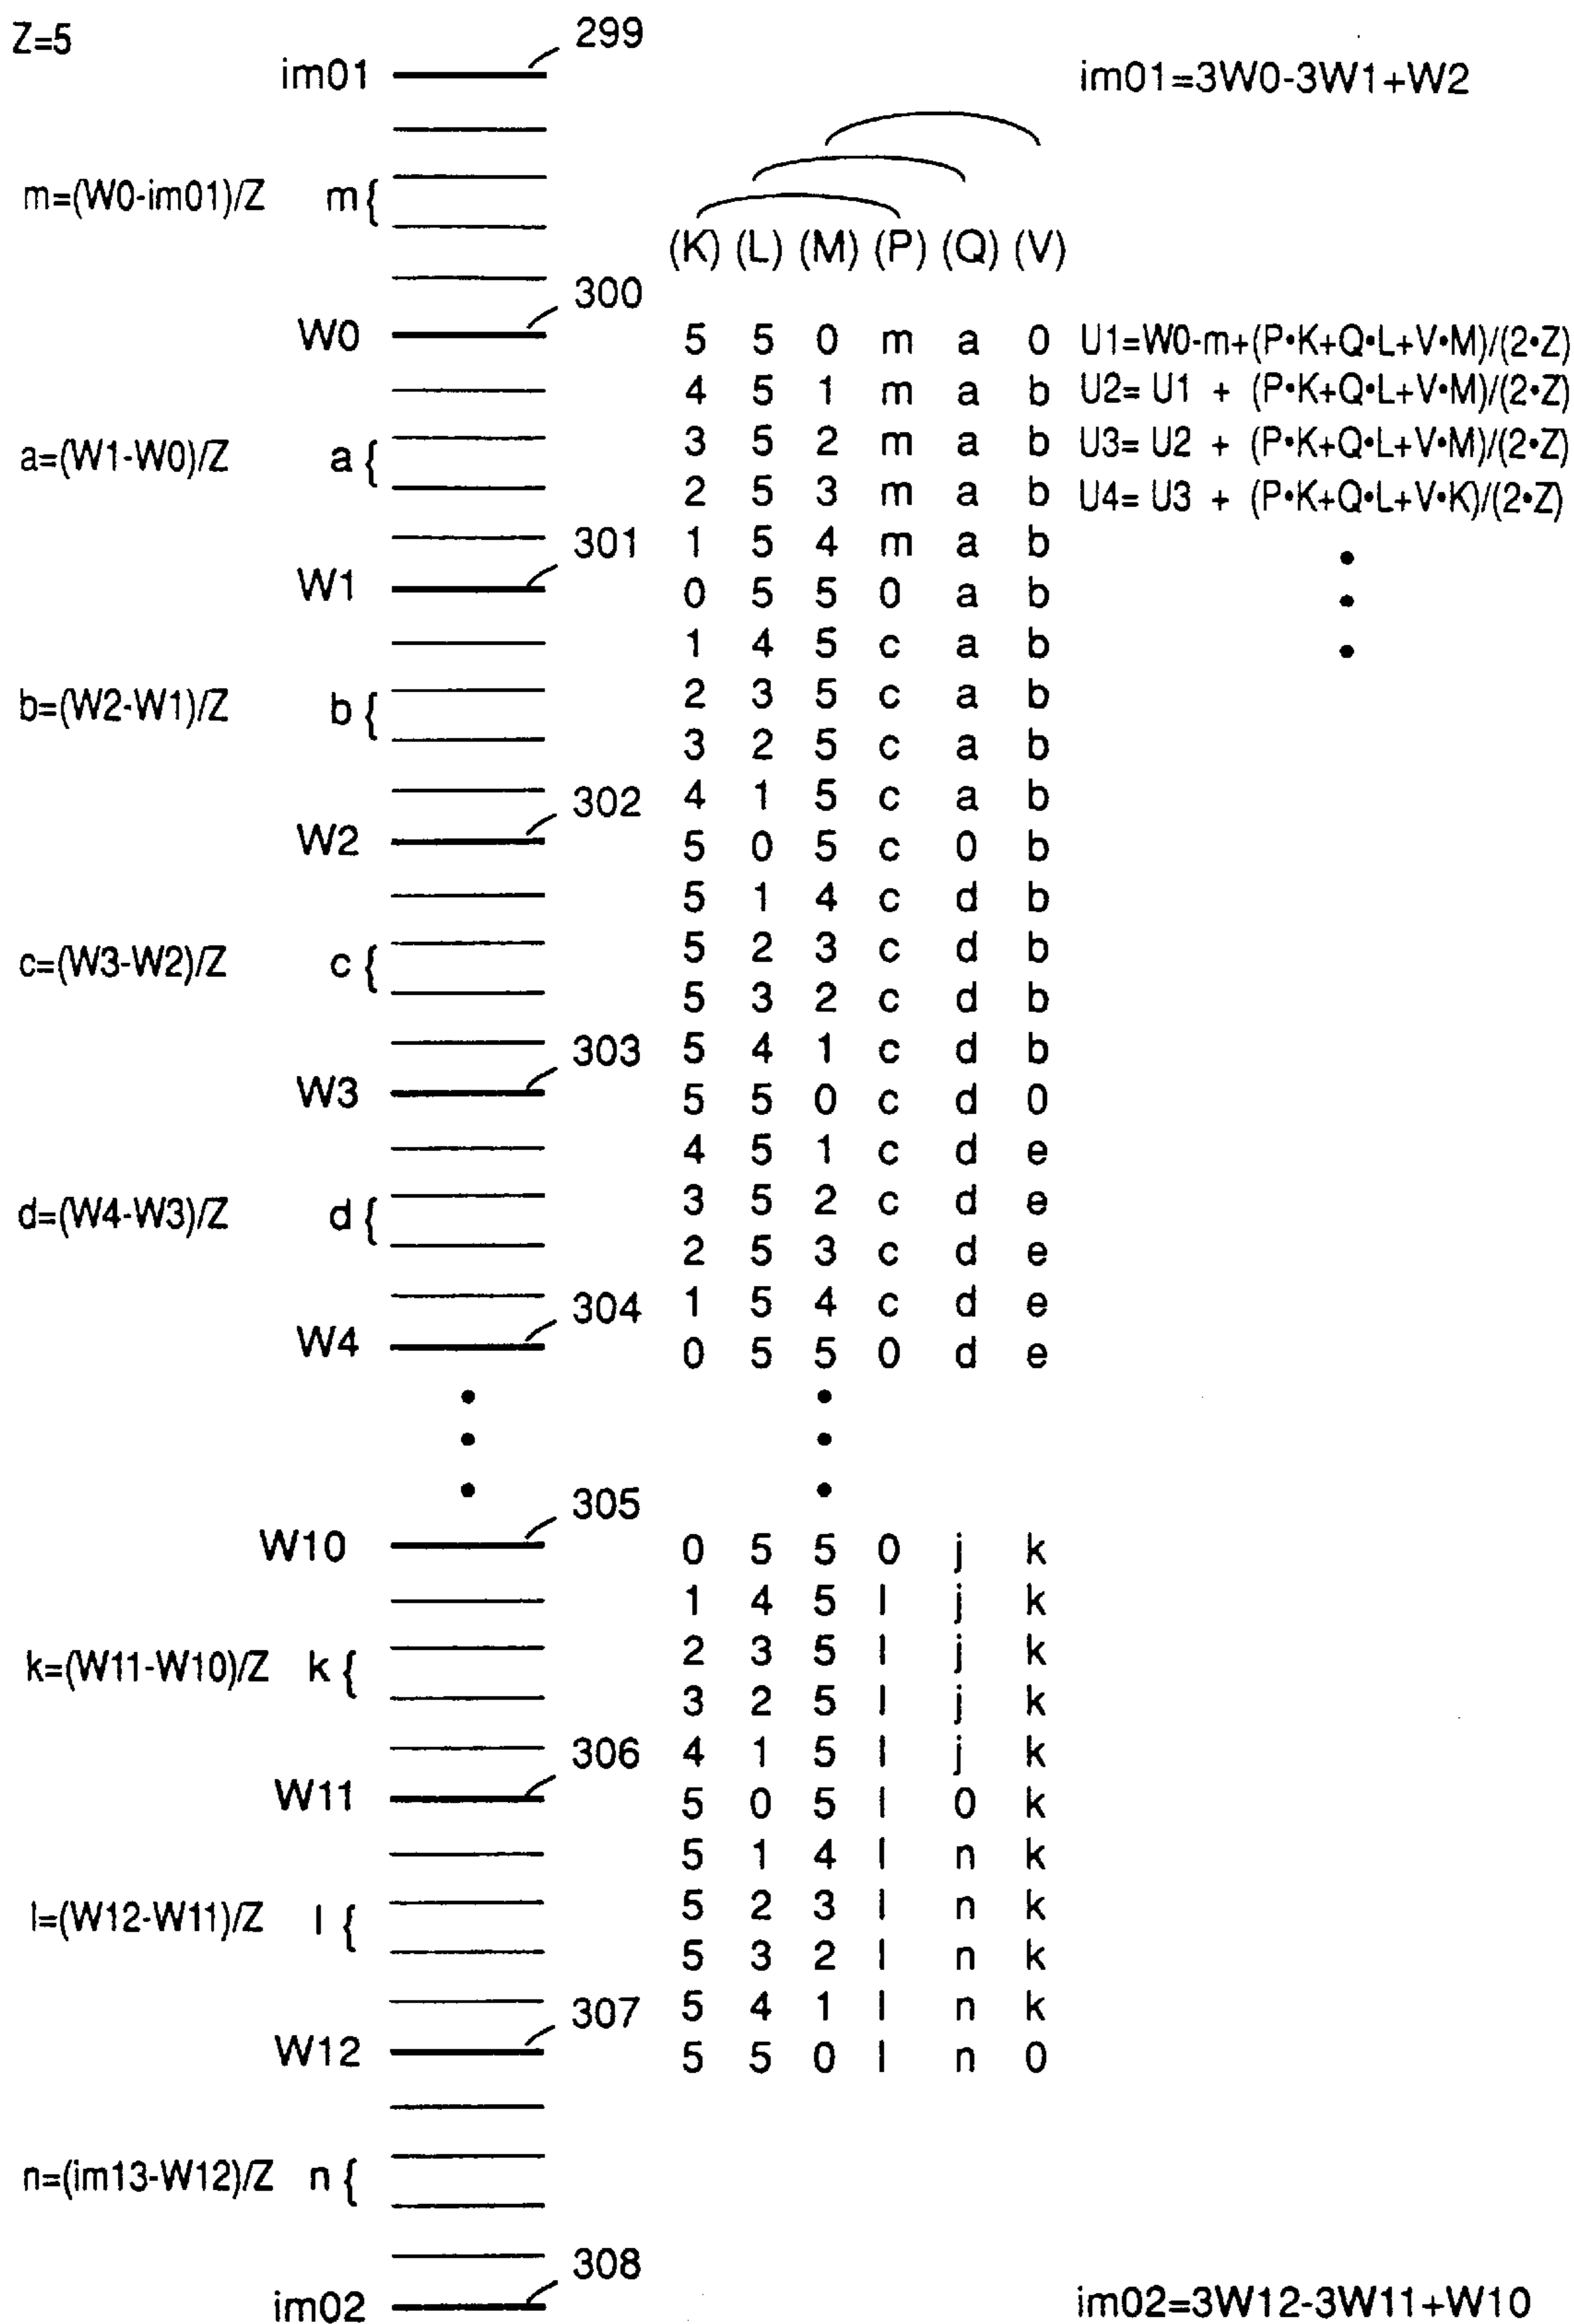 Z=5
299
im01
im01=3W0-3W1+W2
m=(W0-im01)/Z m{
(K) (L) (M) (P) (Q) (V)
300
W0 5 5 0 m a 0 U1=W0-m+(P•K+Q•L+V•M)/(2•Z)
4 5 1 m a b U2= U1 + (P•K+Q•L+V•M)/(2•Z)
a=(W1-W0)/Z a{ 3 5 2 m a b U3= U2 + (P•K+Q•L+V•M)/(2•Z)
2 5 3 m a b U4= U3 + (P•K+Q•L+V•K)/(2•Z)
301 1 5 4 m a b
W1 0 5 5 0 a b
1 4 5 c a b
b=(W2-W1)/Z b{ 2 3 5 c a b
3 2 5 c a b
302 4 1 5 c a b
W2 5 0 5 c 0 b
5 1 4 c d b
c=(W3-W2)/Z c{ 5 2 3 c d b
5 3 2 c d b
303 5 4 1 c d b
W3 5 5 0 c d 0
4 5 1 c d e
d=(W4-W3)/Z d{ 3 5 2 c d e
2 5 3 c d e
304 1 5 4 c d e
W4 0 5 5 0 d e
305
W10 0 5 5 0 j k
1 4 5 l j k
k=(W11-W10)/Z k{ 2 3 5 l j k
3 2 5 l j k
306 4 1 5 l j k
W11 5 0 5 l 0 k
5 1 4 l n k
l=(W12-W11)/Z l{ 5 2 3 l n k
5 3 2 l n k
307 5 4 1 l n k
W12 5 5 0 l n 0
n=(im13-W12)/Z n{
308
im02
im02=3W12-3W11+W10